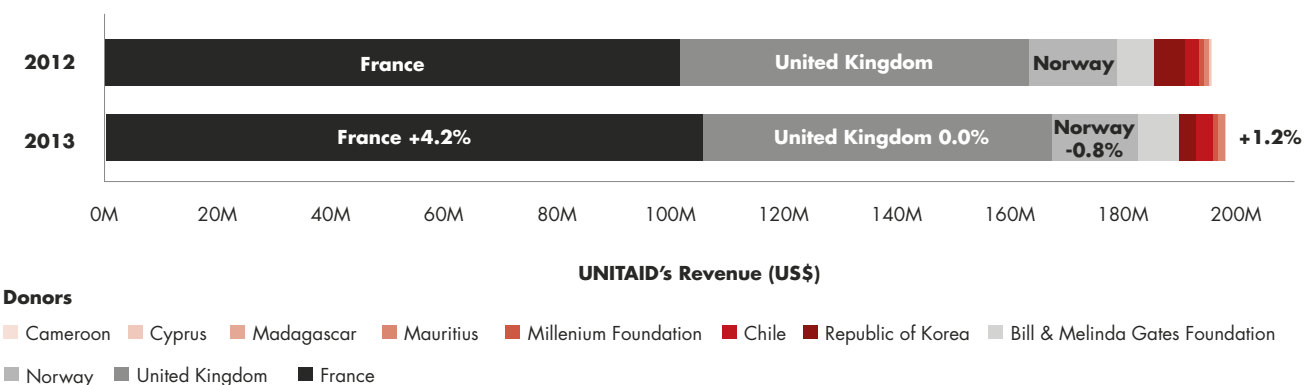 2012
France
United Kingdom
Norway
2013
France +4.2%
United Kingdom 0.0%
Norway
-0.8%
+1.2%
0M 20M 40M 60M 80M 100M 120M 140M 160M 180M 200M
UNITAID's Revenue (US$)
Donors
Cameroon Cyprus Madagascar Mauritius Millenium Foundation Chile Republic of Korea Bill & Melinda Gates Foundation
Norway United Kingdom France